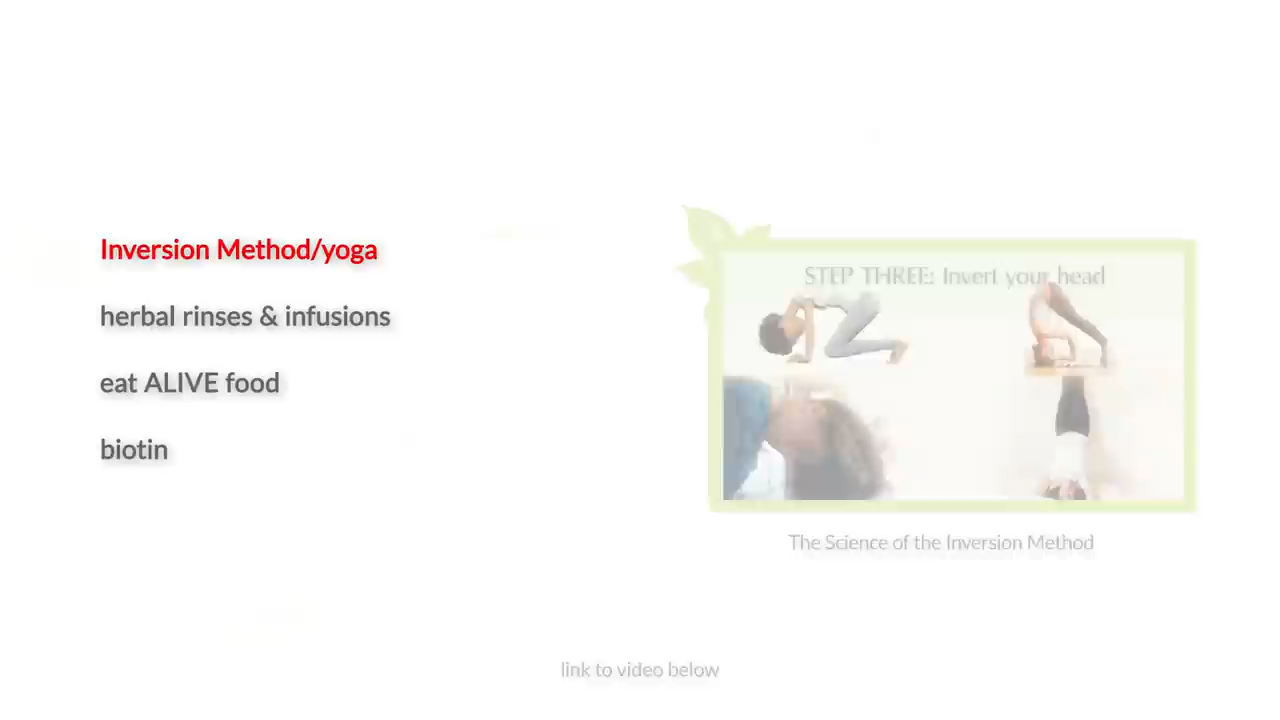 Inversion Method/yoga
herbal rinses & infusions
eat ALIVE food
biotin
STEP THREE: Invert your head
The Science of the Inversion Method
link to video below